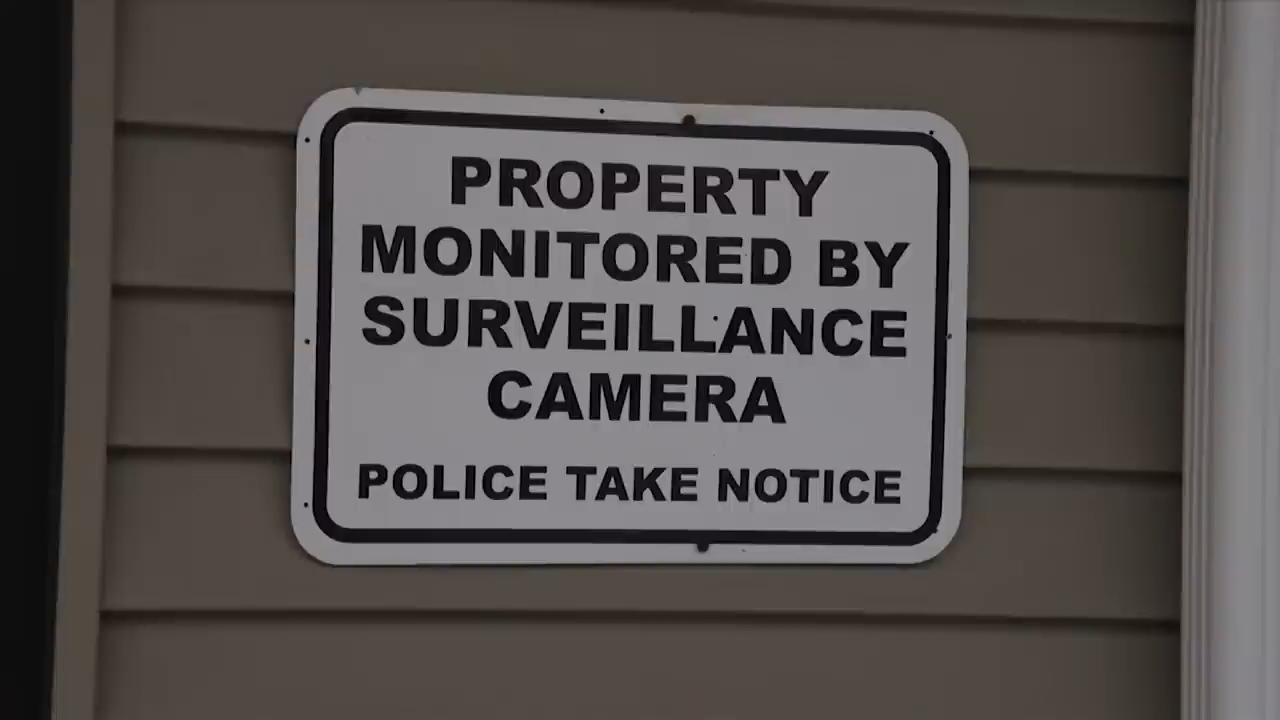 PROPERTY
MONITORED BY
SURVEILLANCE
CAMERA
POLICE TAKE NOTICE